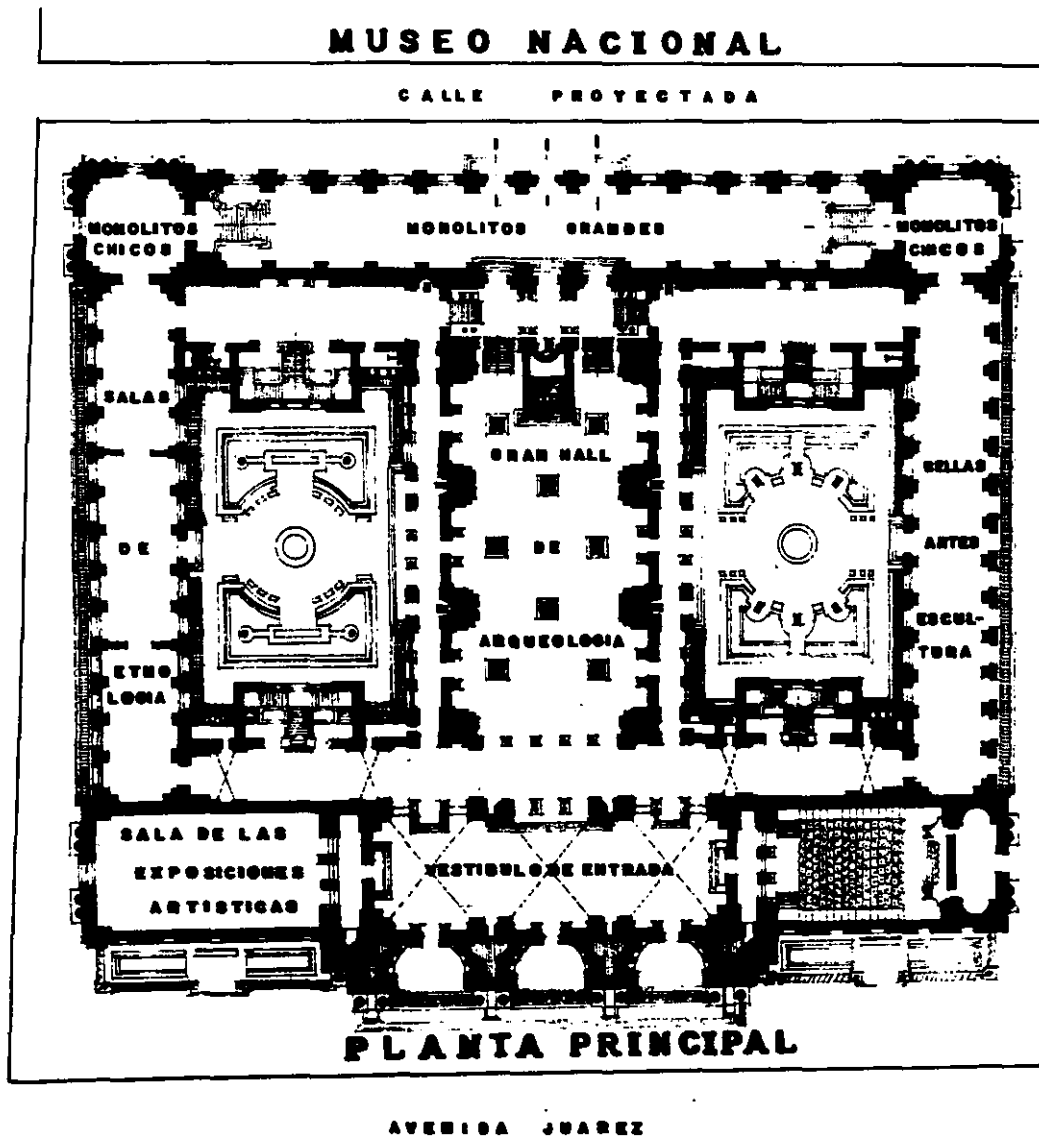 MUSEO NACIONAL
CALLE PROYECTADA
MONOLITOS CHICOS
MONOLITOS GRANDES
MONOLITOS CHICOS
SALAS
DE
ETNO
LOGIA
GRAN HALL
DE
ARQUEOLOGIA
BELLAS
ARTES
ESCUL-
TURA
SALA DE LAS
EXPOSICIONES
ARTISTICAS
VESTIBULO DE ENTRADA
PLANTA PRINCIPAL
AVENIDA JUAREZ